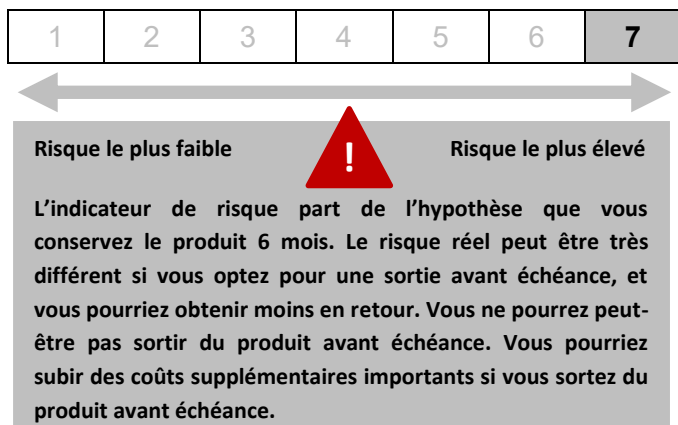 1 2 3 4 5 6 7
!
Risque le plus faible Risque le plus élevé
L’indicateur de risque part de l’hypothèse que vous
conservez le produit 6 mois. Le risque réel peut être très
différent si vous optez pour une sortie avant échéance, et
vous pourriez obtenir moins en retour. Vous ne pourrez peut-
être pas sortir du produit avant échéance. Vous pourriez
subir des coûts supplémentaires importants si vous sortez du
produit avant échéance.